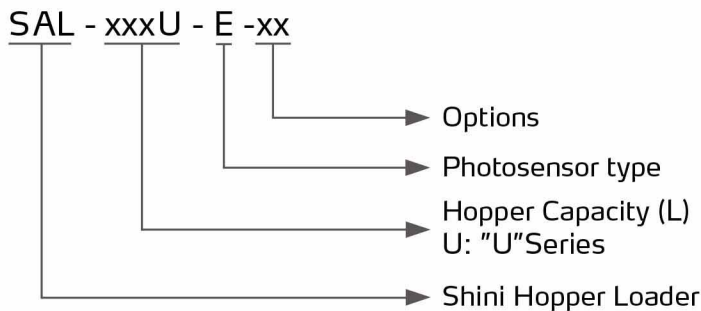 SAL - xxxU - E -xx
Options
Photosensor type
Hopper Capacity (L)
U: ”U”Series
Shini Hopper Loader